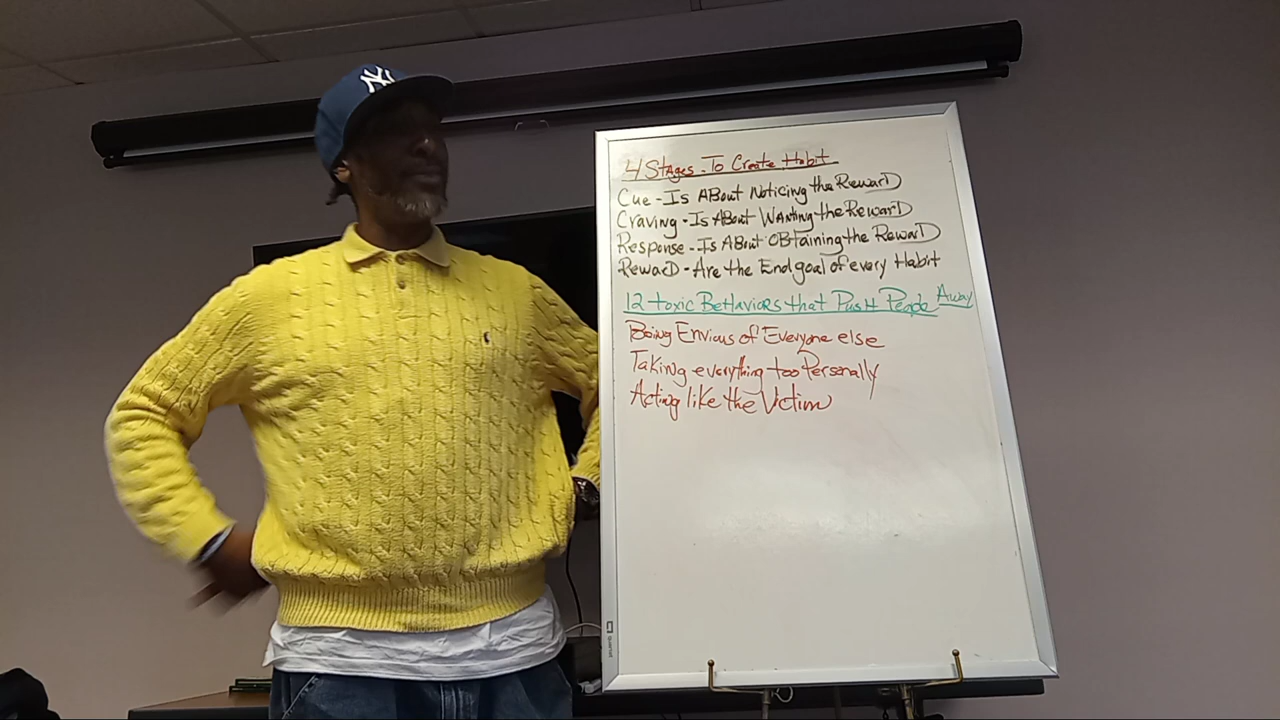 NY
4 Stages - To Create Habit
Cue - Is ABout Noticing the RewarD
Craving - Is ABout Wanting the RewarD
Response - Is ABout OBtaining the RewarD
RewarD - Are the End goal of every Habit
12 toxic BeHaviors that PusH People Away
Being Envious of Everyone else
Taking everything too Personally
Acting like the Victim
QUARTET